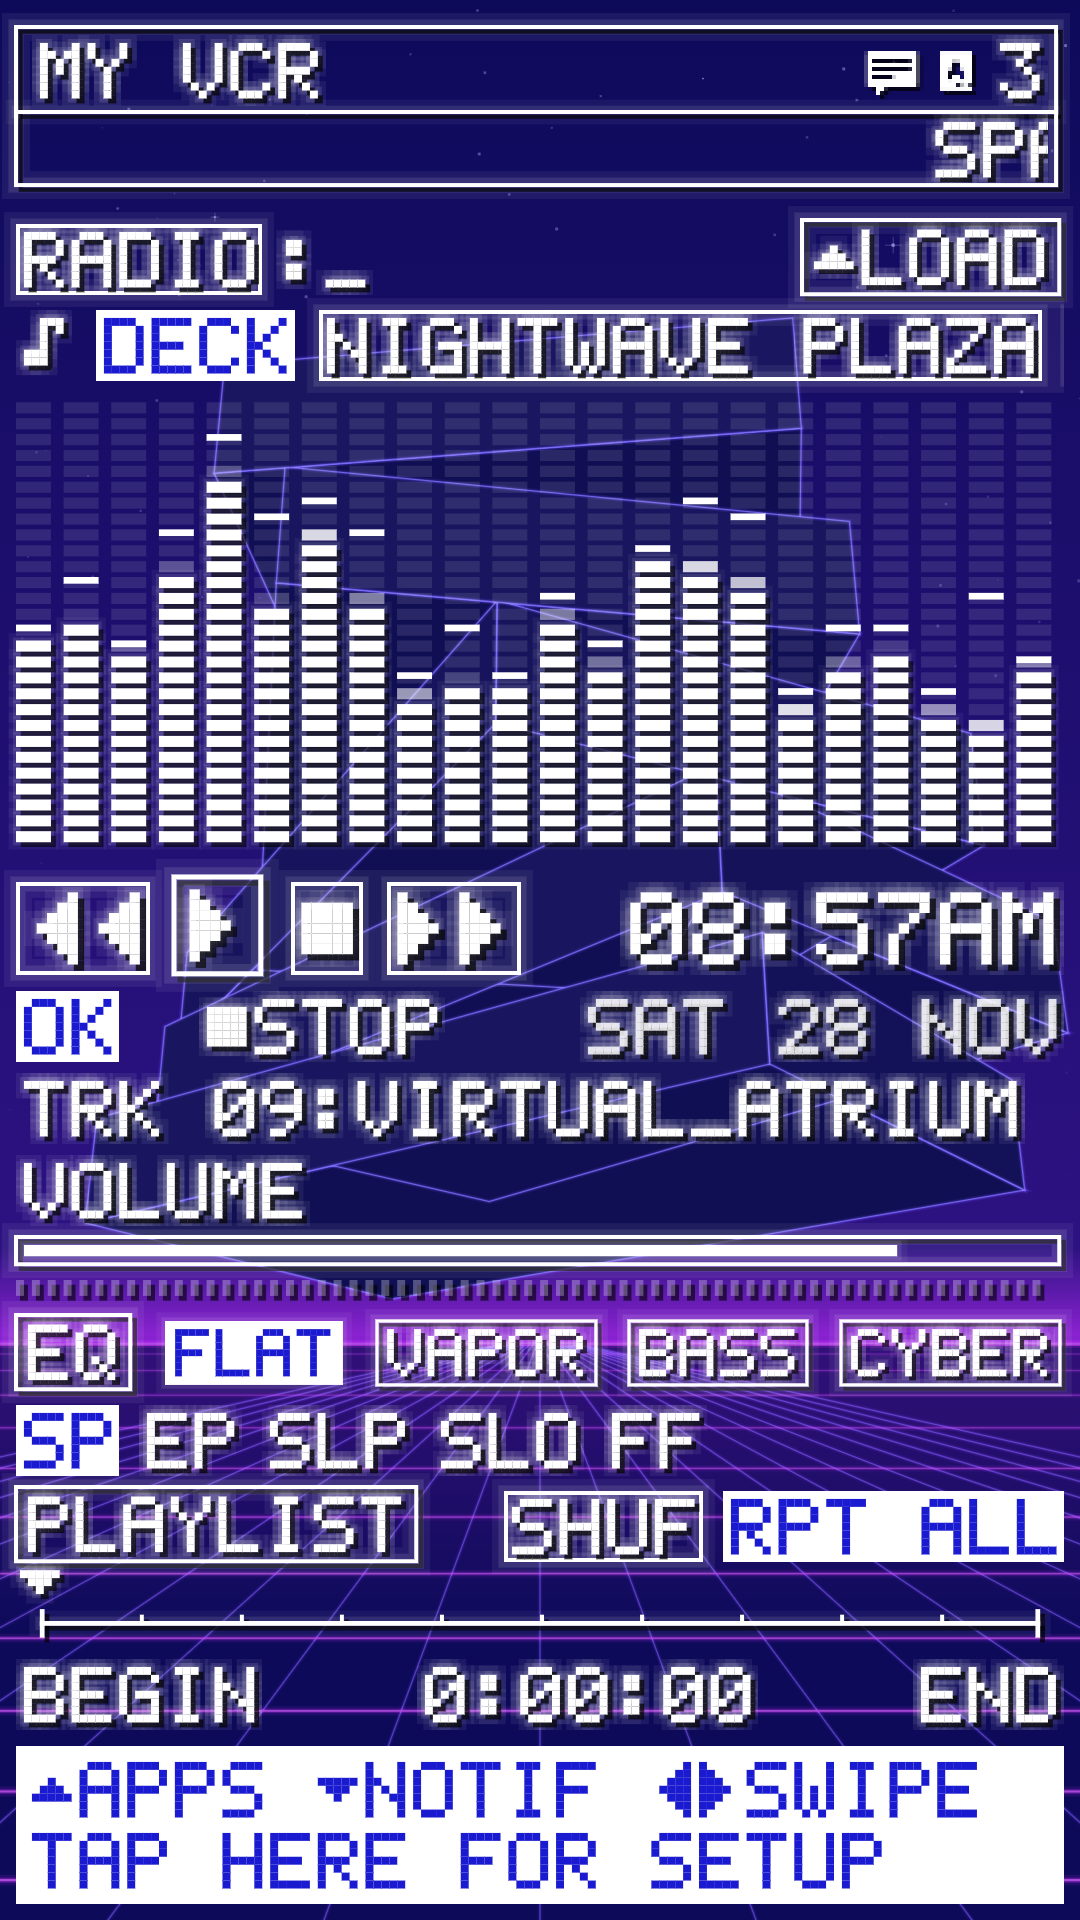 MY VCR 3
SP
RADIO:_ ▲LOAD
♪ DECK NIGHTWAVE PLAZA
08:57AM
OK ■STOP SAT 28 NOV
TRK 09:VIRTUAL_ATRIUM
VOLUME
EQ FLAT VAPOR BASS CYBER
SP EP SLP SLO FF
PLAYLIST SHUF RPT ALL
BEGIN 0:00:00 END
▲APPS ▼NOTIF ◀▶SWIPE
TAP HERE FOR SETUP